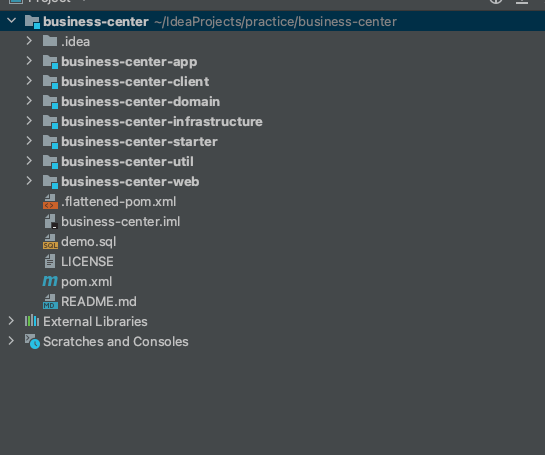 Project
business-center ~/IdeaProjects/practice/business-center
.idea
business-center-app
business-center-client
business-center-domain
business-center-infrastructure
business-center-starter
business-center-util
business-center-web
.flattened-pom.xml
business-center.iml
demo.sql
LICENSE
pom.xml
README.md
External Libraries
Scratches and Consoles